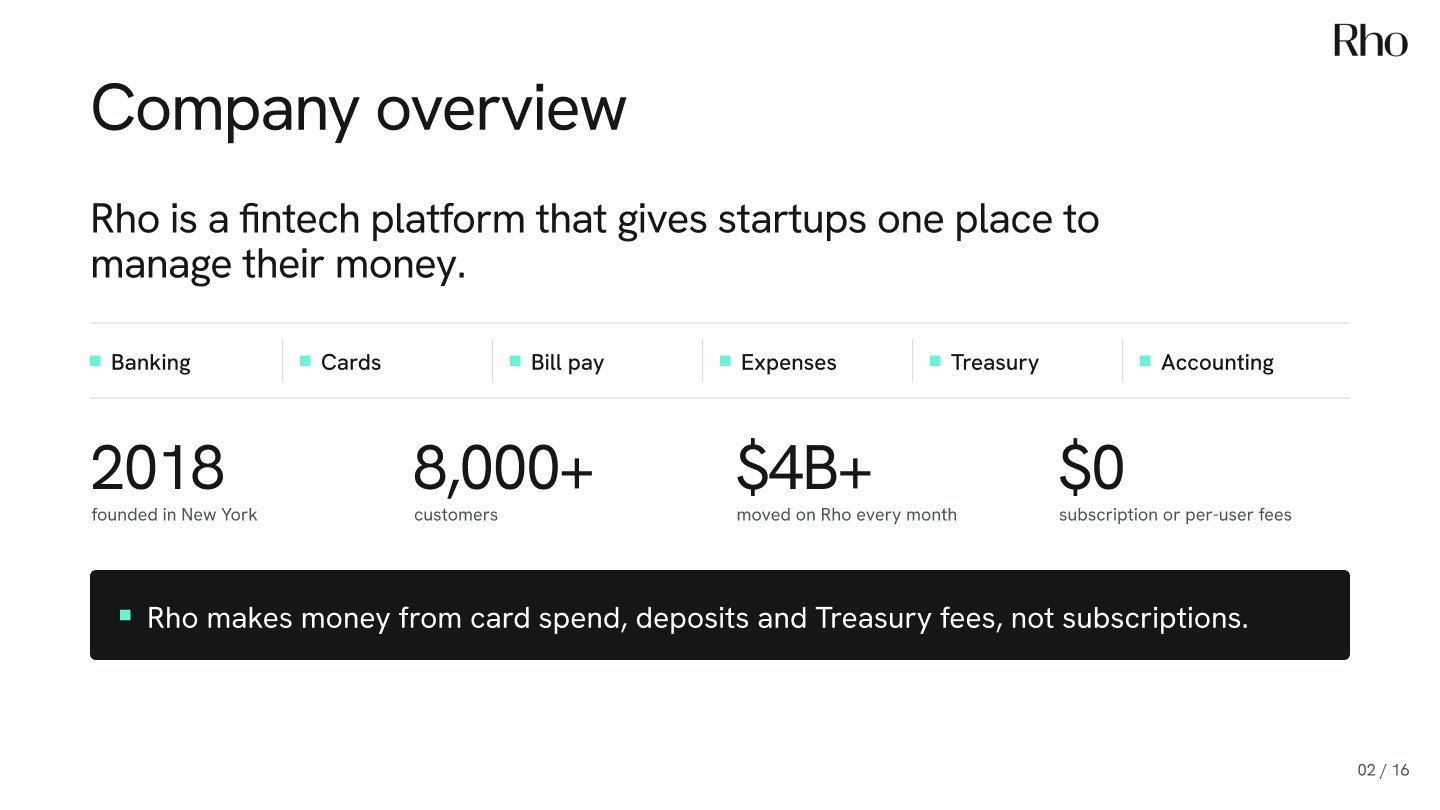 Rho
Company overview
Rho is a fintech platform that gives startups one place to
manage their money.
Banking
Cards
Bill pay
Expenses
Treasury
Accounting
2018
founded in New York
8,000+
customers
$4B+
moved on Rho every month
$0
subscription or per-user fees
Rho makes money from card spend, deposits and Treasury fees, not subscriptions.
02 / 16